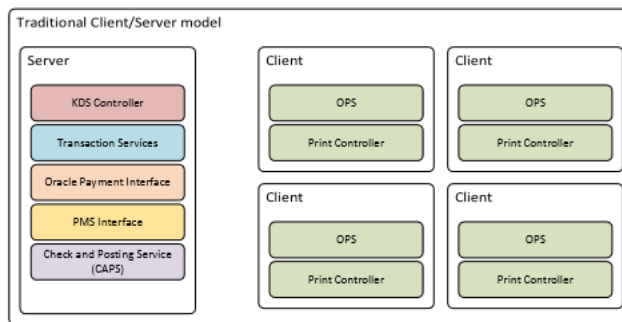 Traditional Client/Server model
Server
KDS Controller
Transaction Services
Oracle Payment Interface
PMS Interface
Check and Posting Service
(CAPS)
Client
OPS
Print Controller
Client
OPS
Print Controller
Client
OPS
Print Controller
Client
OPS
Print Controller